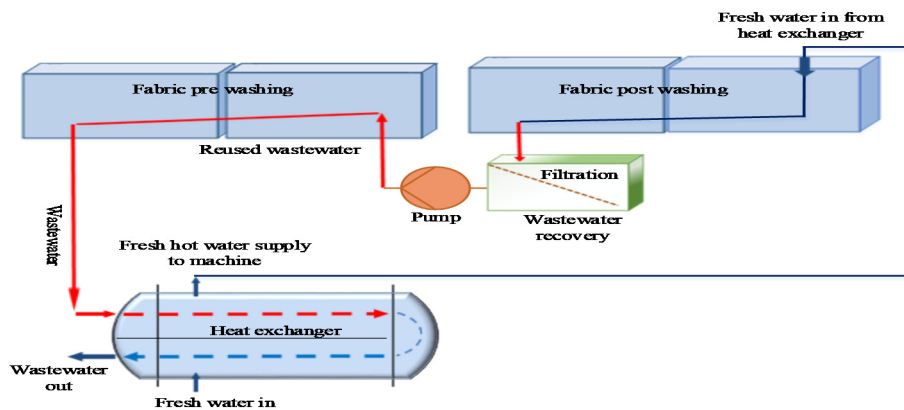 Fresh water in from
heat exchanger
Fabric pre washing
Fabric post washing
Reused wastewater
Filtration
Pump
Wastewater
recovery
Wastewater
Fresh hot water supply
to machine
Heat exchanger
Wastewater
out
Fresh water in